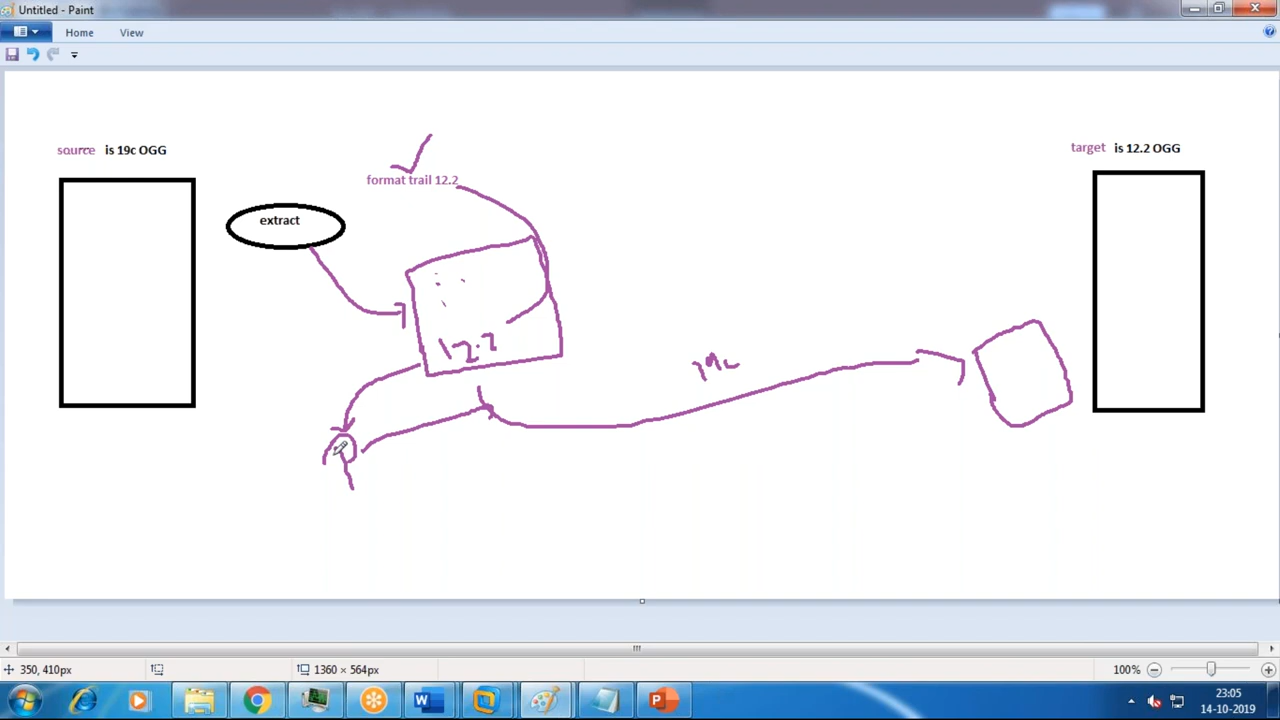 Untitled - Paint
Home View
source is 19c OGG
target is 12.2 OGG
format trail 12.2
extract
12.2
19c
P
350, 410px
1360 × 564px
100%
23:05
14-10-2019